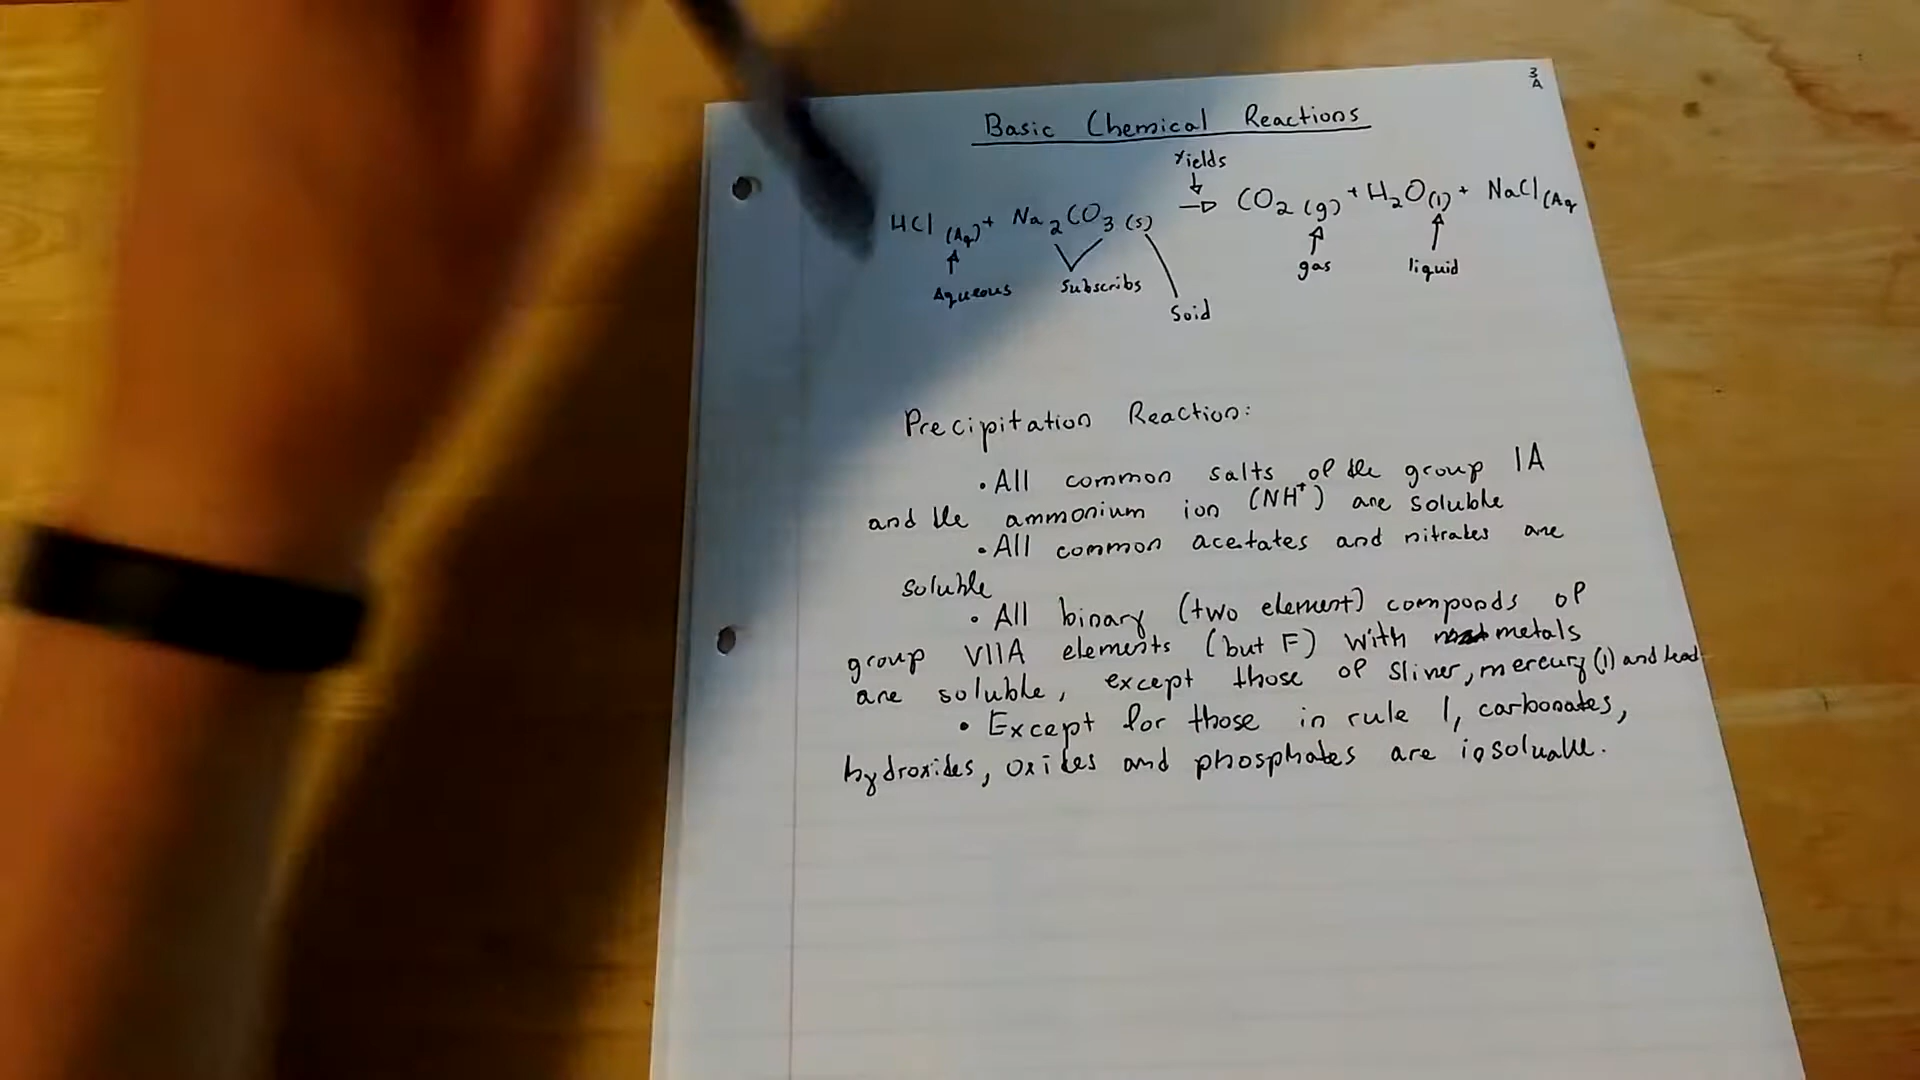 3
A
Basic Chemical Reactions
Yields
HCl (Aq) + Na2CO3 (s) → CO2 (g) + H2O(l) + NaCl(Aq
Aqueous Subscribs gas liquid
Soid
Precipitation Reaction:
• All common salts of the group IA
and the ammonium ion (NH+) are soluble
• All common acetates and nitrates are
soluble
• All binary (two element) componds of
group VIIA elements (but F) with metals
are soluble, except those of Sliver, mercury (1) and lead
• Except for those in rule 1, carbonates,
hydroxides, oxides and phosphates are insoluable.